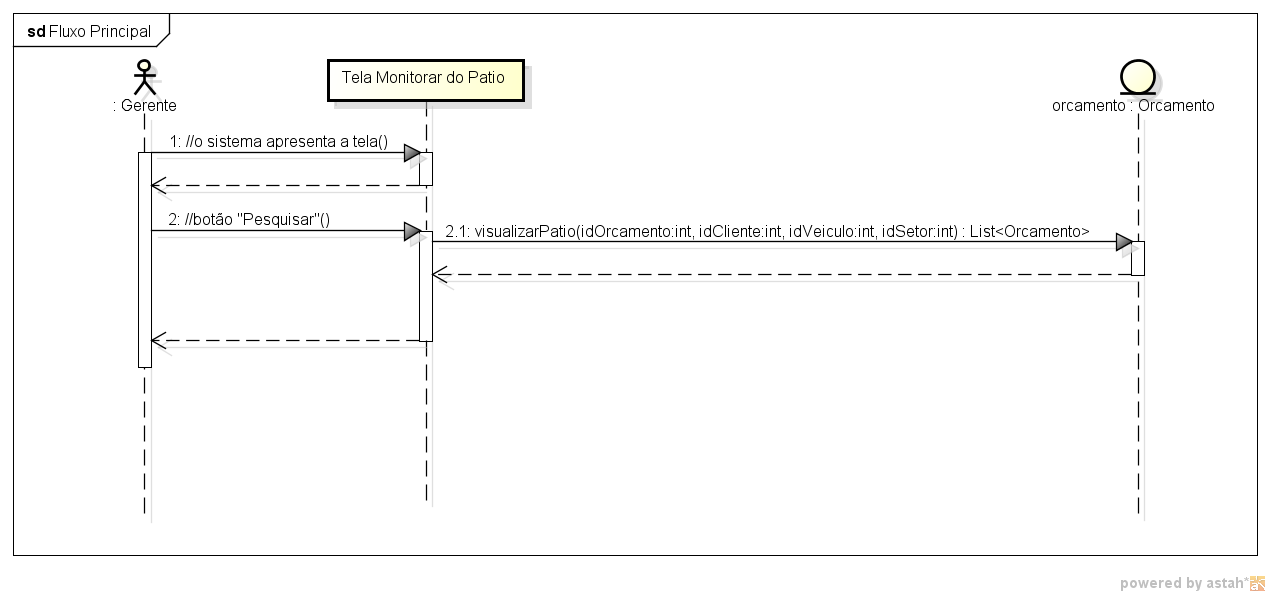 sd Fluxo Principal
Tela Monitorar do Patio
: Gerente
orcamento : Orcamento
1: //o sistema apresenta a tela()
2: //botão "Pesquisar"()
2.1: visualizarPatio(idOrcamento:int, idCliente:int, idVeiculo:int, idSetor:int) : List<Orcamento>
powered by astah*